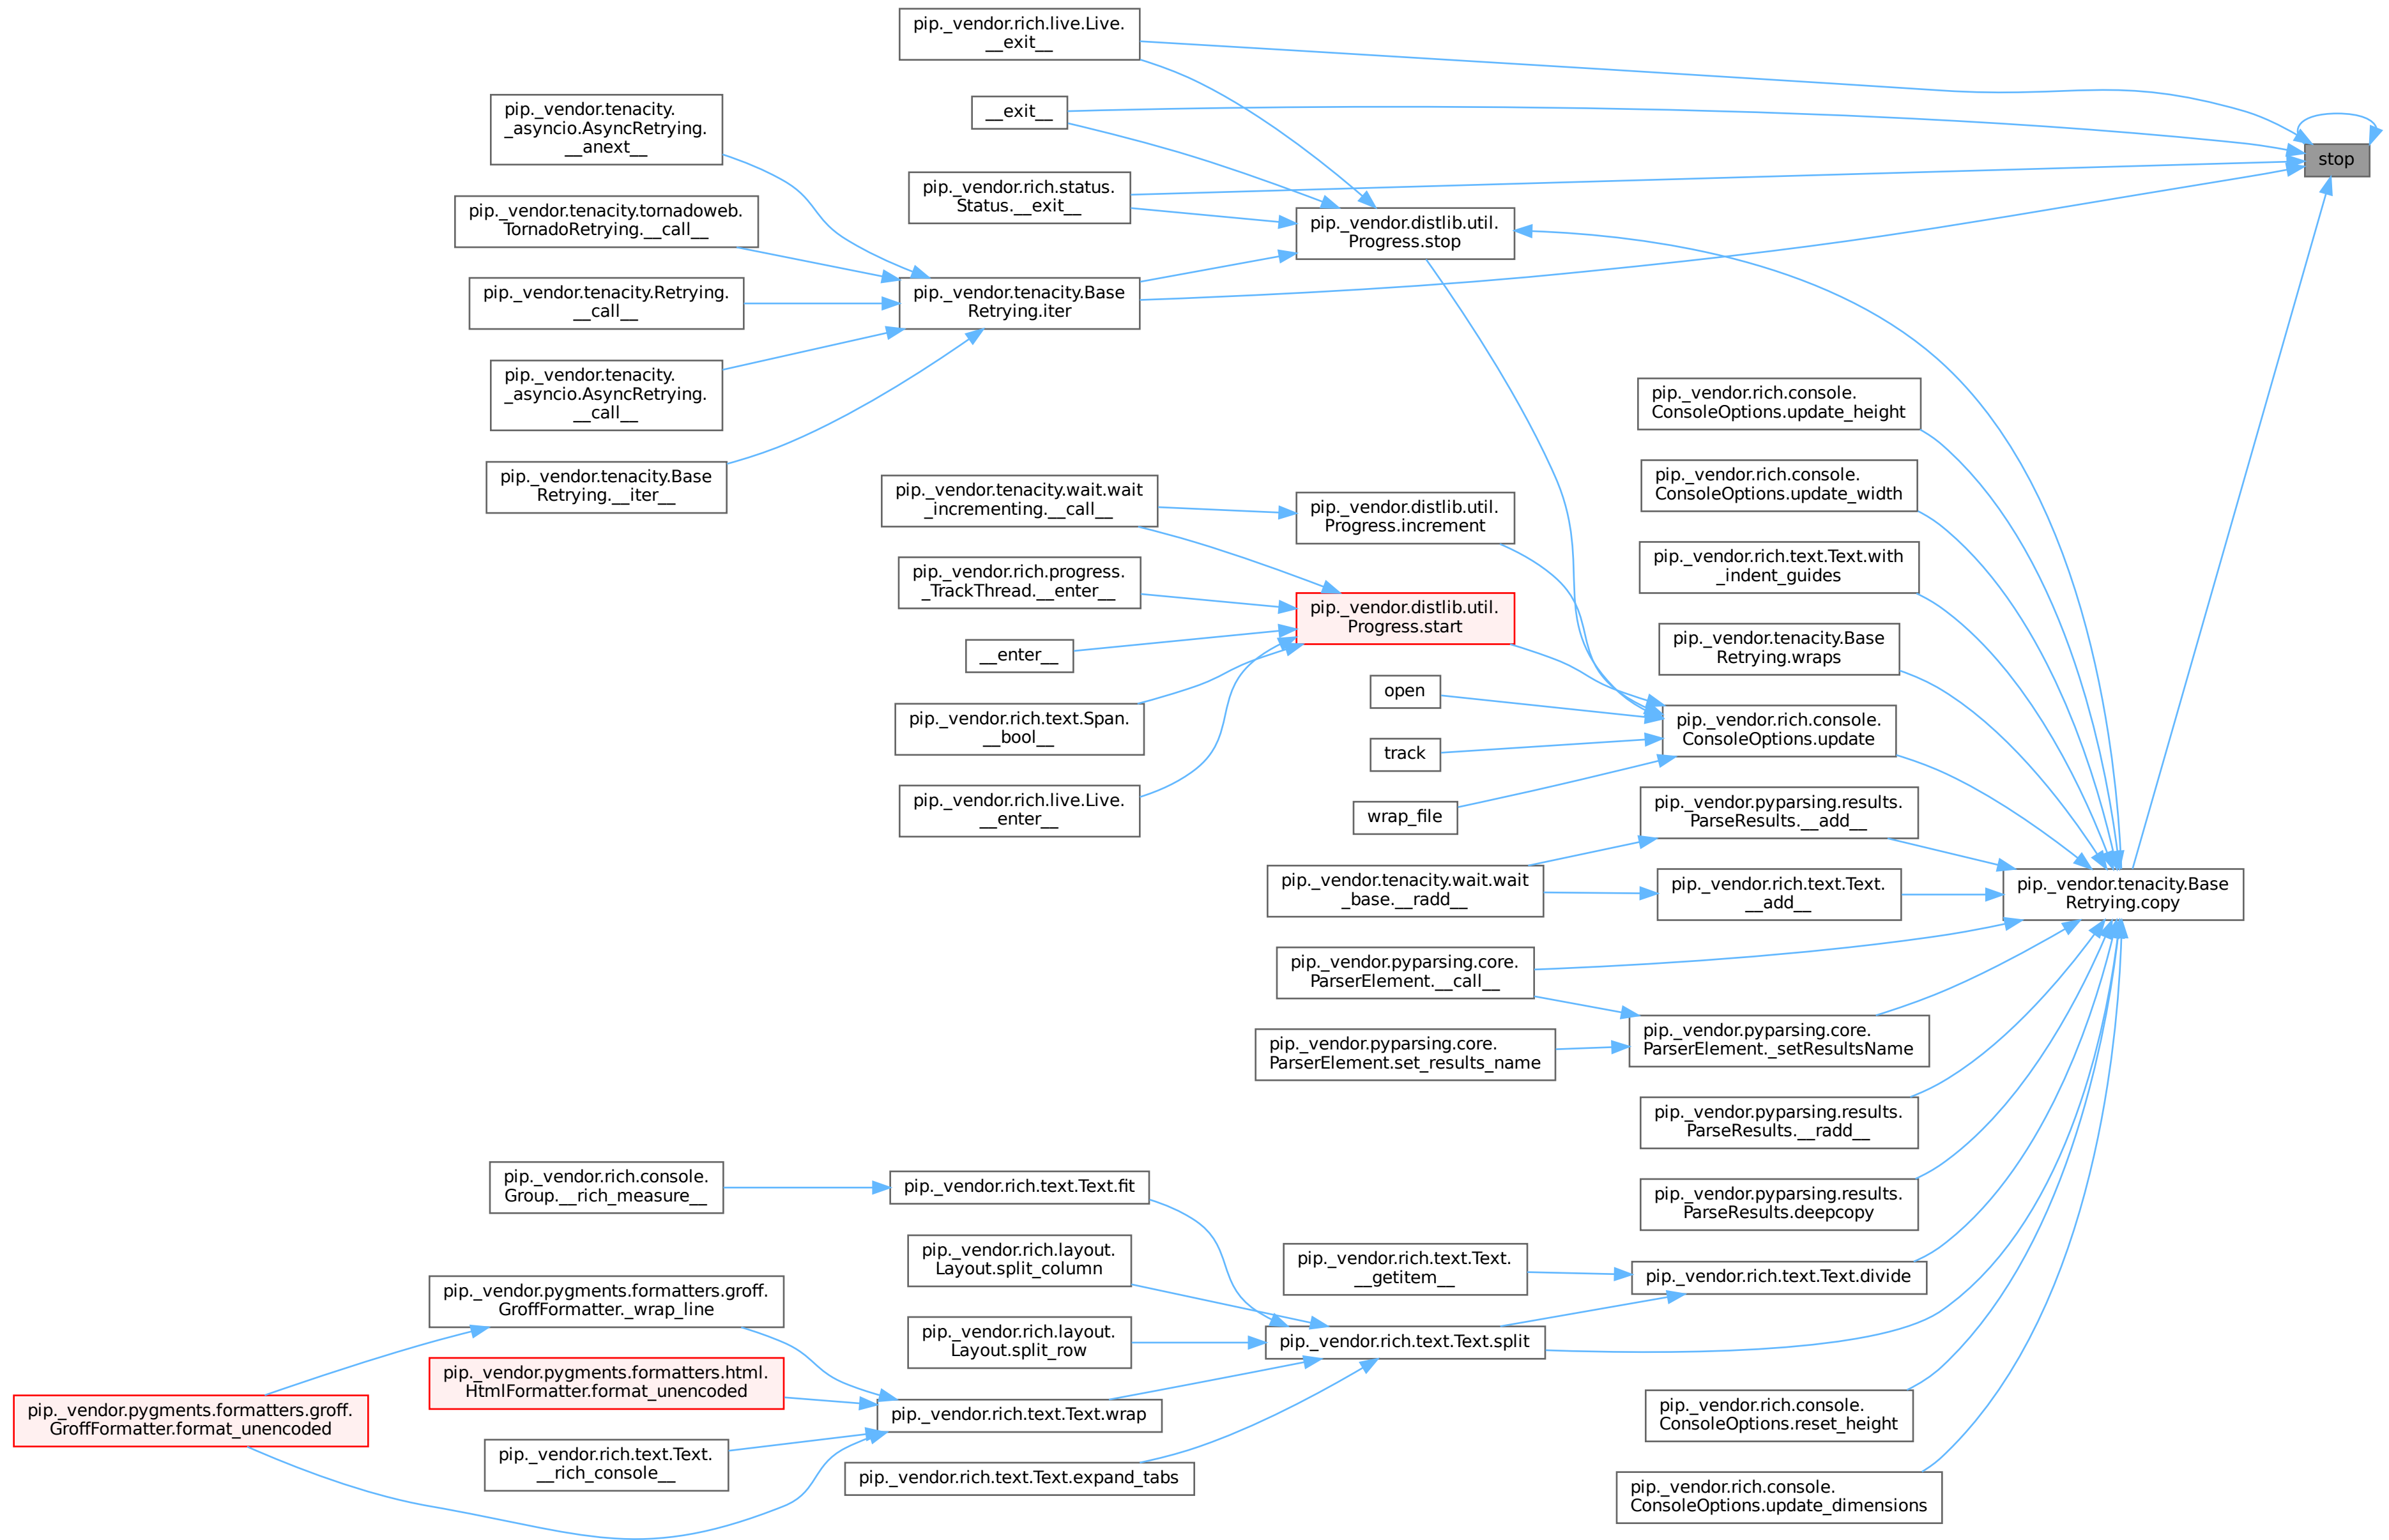 pip._vendor.rich.live.Live.
__exit__
__exit__
pip._vendor.rich.status.
Status.__exit__
stop
pip._vendor.distlib.util.
Progress.stop
pip._vendor.tenacity.
_asyncio.AsyncRetrying.
__anext__
pip._vendor.tenacity.tornadoweb.
TornadoRetrying.__call__
pip._vendor.tenacity.Retrying.
__call__
pip._vendor.tenacity.Base
Retrying.iter
pip._vendor.tenacity.
_asyncio.AsyncRetrying.
__call__
pip._vendor.tenacity.Base
Retrying.__iter__
pip._vendor.rich.console.
ConsoleOptions.update_height
pip._vendor.rich.console.
ConsoleOptions.update_width
pip._vendor.tenacity.wait.wait
_incrementing.__call__
pip._vendor.distlib.util.
Progress.increment
pip._vendor.rich.text.Text.with
_indent_guides
pip._vendor.rich.progress.
_TrackThread.__enter__
pip._vendor.distlib.util.
Progress.start
pip._vendor.tenacity.Base
Retrying.wraps
__enter__
open
pip._vendor.rich.text.Span.
__bool__
pip._vendor.rich.console.
ConsoleOptions.update
track
pip._vendor.rich.live.Live.
__enter__
wrap_file
pip._vendor.pyparsing.results.
ParseResults.__add__
pip._vendor.tenacity.wait.wait
_base.__radd__
pip._vendor.rich.text.Text.
__add__
pip._vendor.tenacity.Base
Retrying.copy
pip._vendor.pyparsing.core.
ParserElement.__call__
pip._vendor.pyparsing.core.
ParserElement.set_results_name
pip._vendor.pyparsing.core.
ParserElement._setResultsName
pip._vendor.pyparsing.results.
ParseResults.__radd__
pip._vendor.rich.console.
Group.__rich_measure__
pip._vendor.rich.text.Text.fit
pip._vendor.pyparsing.results.
ParseResults.deepcopy
pip._vendor.rich.layout.
Layout.split_column
pip._vendor.rich.text.Text.
__getitem__
pip._vendor.rich.text.Text.divide
pip._vendor.pygments.formatters.groff.
GroffFormatter._wrap_line
pip._vendor.rich.layout.
Layout.split_row
pip._vendor.rich.text.Text.split
pip._vendor.pygments.formatters.html.
HtmlFormatter.format_unencoded
pip._vendor.pygments.formatters.groff.
GroffFormatter.format_unencoded
pip._vendor.rich.text.Text.wrap
pip._vendor.rich.console.
ConsoleOptions.reset_height
pip._vendor.rich.text.Text.
__rich_console__
pip._vendor.rich.text.Text.expand_tabs
pip._vendor.rich.console.
ConsoleOptions.update_dimensions